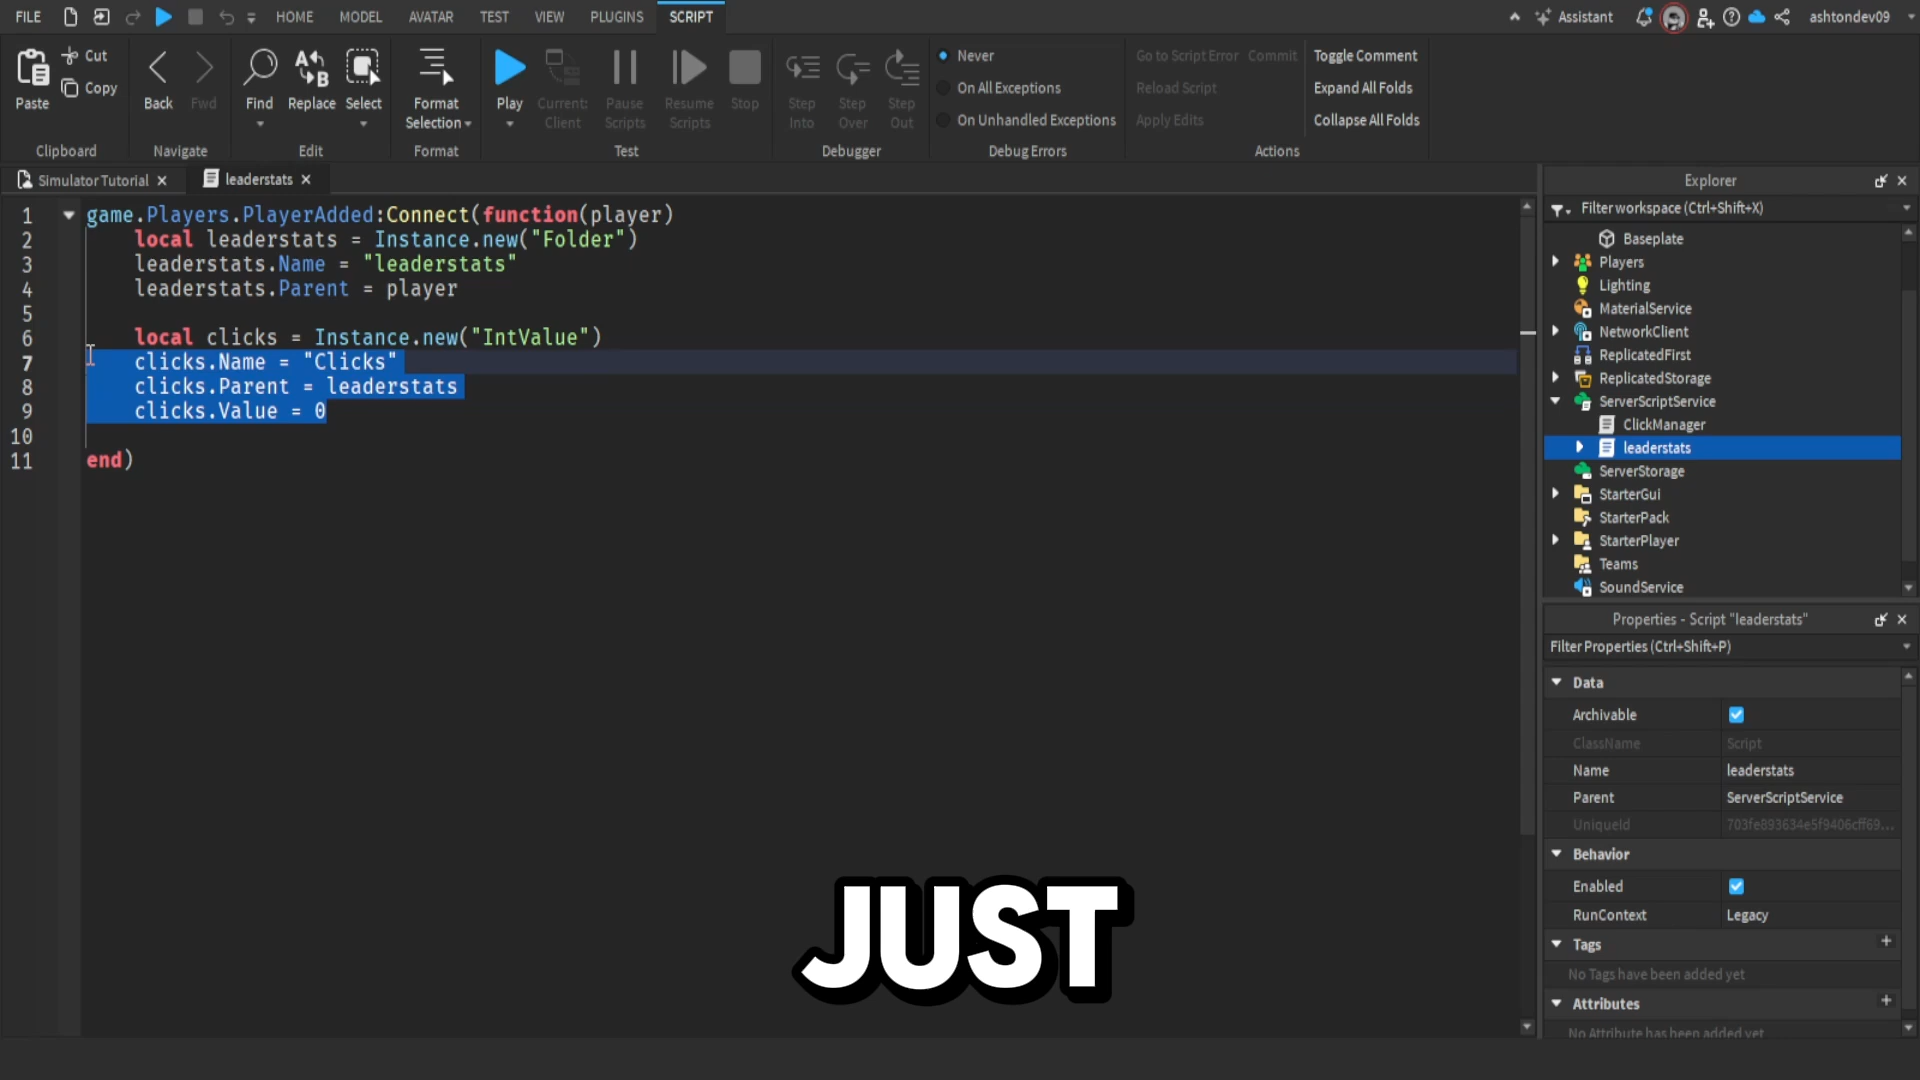 FILE HOME MODEL AVATAR TEST VIEW PLUGINS SCRIPT Assistant ashtondev09
Paste Cut Copy Back Fwd Find Replace Select Format Selection Play Current: Client Pause Scripts Resume Scripts Stop Step Into Step Over Step Out
Never
On All Exceptions
On Unhandled Exceptions
Go to Script Error Commit
Reload Script
Apply Edits
Toggle Comment
Expand All Folds
Collapse All Folds
Clipboard Navigate Edit Format Test Debugger Debug Errors Actions
Simulator Tutorial leaderstats
1 game.Players.PlayerAdded:Connect(function(player)
2 local leaderstats = Instance.new("Folder")
3 leaderstats.Name = "leaderstats"
4 leaderstats.Parent = player
5
6 local clicks = Instance.new("IntValue")
7 clicks.Name = "Clicks"
8 clicks.Parent = leaderstats
9 clicks.Value = 0
10
11 end)
JUST
Explorer
Filter workspace (Ctrl+Shift+X)
Baseplate
Players
Lighting
MaterialService
NetworkClient
ReplicatedFirst
ReplicatedStorage
ServerScriptService
ClickManager
leaderstats
ServerStorage
StarterGui
StarterPack
StarterPlayer
Teams
SoundService
Properties - Script "leaderstats"
Filter Properties (Ctrl+Shift+P)
Data
Archivable
ClassName Script
Name leaderstats
Parent ServerScriptService
UniqueId 703fe893634e5f9406cff69...
Behavior
Enabled
RunContext Legacy
Tags
No Tags have been added yet
Attributes
No Attribute has been added yet